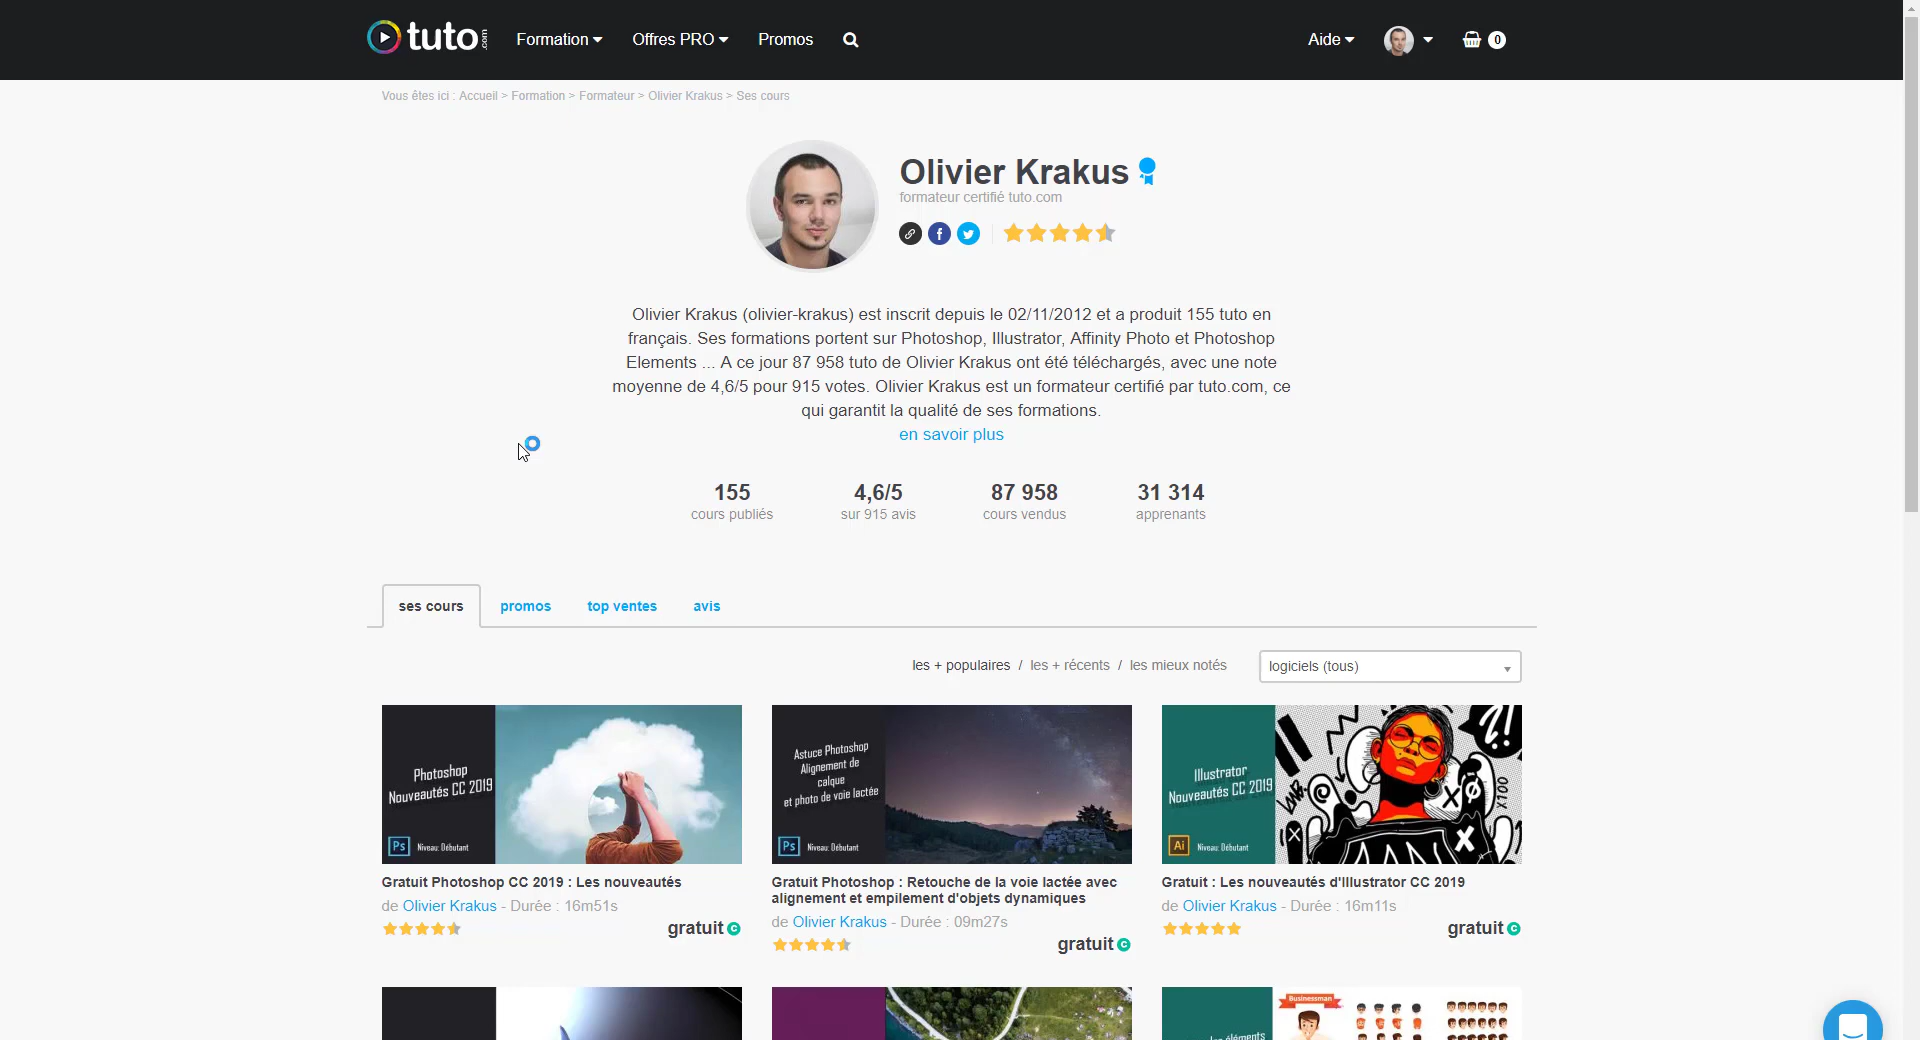 tuto.com
Formation
Offres PRO
Promos
Aide
0
Vous êtes ici : Accueil > Formation > Formateur > Olivier Krakus > Ses cours
Olivier Krakus
formateur certifié tuto.com
Olivier Krakus (olivier-krakus) est inscrit depuis le 02/11/2012 et a produit 155 tuto en
français. Ses formations portent sur Photoshop, Illustrator, Affinity Photo et Photoshop
Elements ... A ce jour 87 958 tuto de Olivier Krakus ont été téléchargés, avec une note
moyenne de 4,6/5 pour 915 votes. Olivier Krakus est un formateur certifié par tuto.com, ce
qui garantit la qualité de ses formations.
en savoir plus
155
cours publiés
4,6/5
sur 915 avis
87 958
cours vendus
31 314
apprenants
ses cours
promos
top ventes
avis
les + populaires / les + récents / les mieux notés
logiciels (tous)
Photoshop
Nouveautés CC 2019
Ps
Niveau: Débutant
Gratuit Photoshop CC 2019 : Les nouveautés
de Olivier Krakus - Durée : 16m51s
gratuit C
Astuce Photoshop
Alignement de
calque
et photo de voie lactée
Ps
Niveau: Débutant
Gratuit Photoshop : Retouche de la voie lactée avec
alignement et empilement d'objets dynamiques
de Olivier Krakus - Durée : 09m27s
gratuit C
Illustrator
Nouveautés CC 2019
Ai
Niveau: Débutant
?!
X100
Gratuit : Les nouveautés d'Illustrator CC 2019
de Olivier Krakus - Durée : 16m11s
gratuit C
Businessman
les éléments